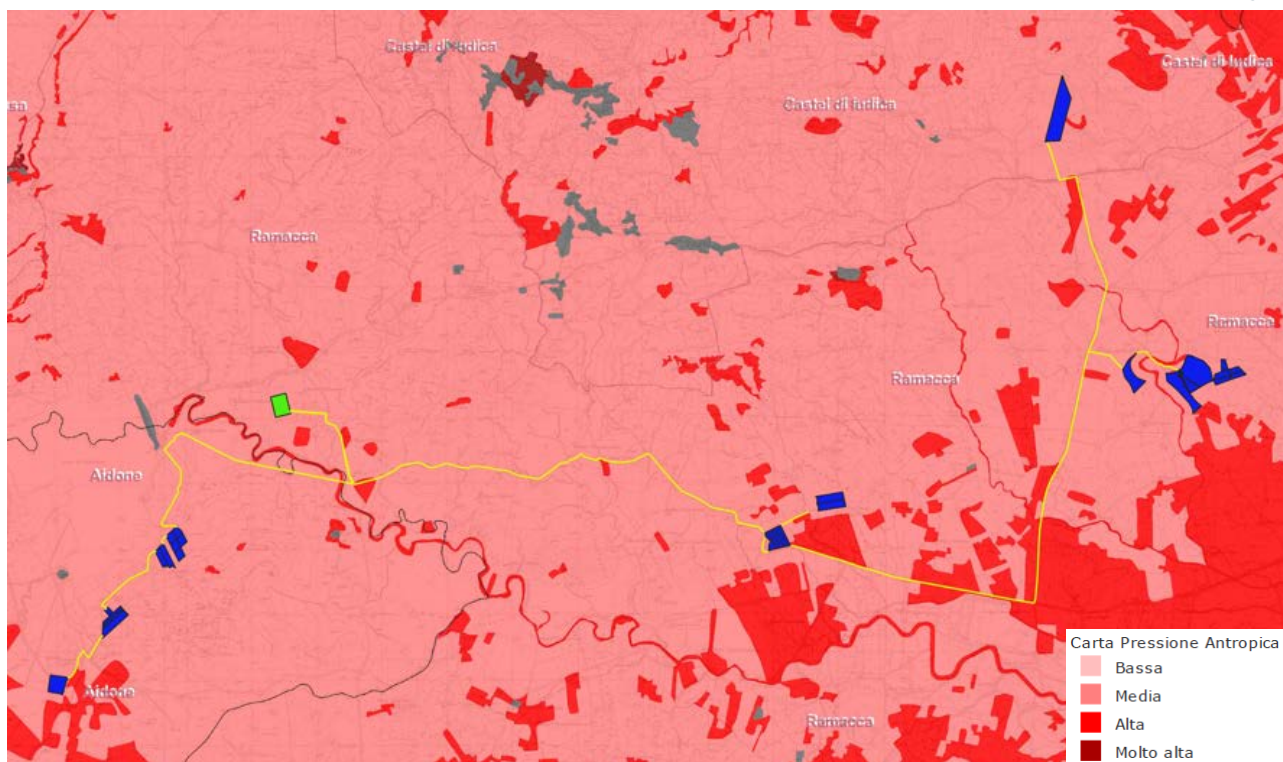 Castel di Iudica
Castel di Iudica
Castel di Iudica
Ramacca
Ramacca
Ramacca
Aidone
Aidone
Ramacca
Carta Pressione Antropica
Bassa
Media
Alta
Molto alta